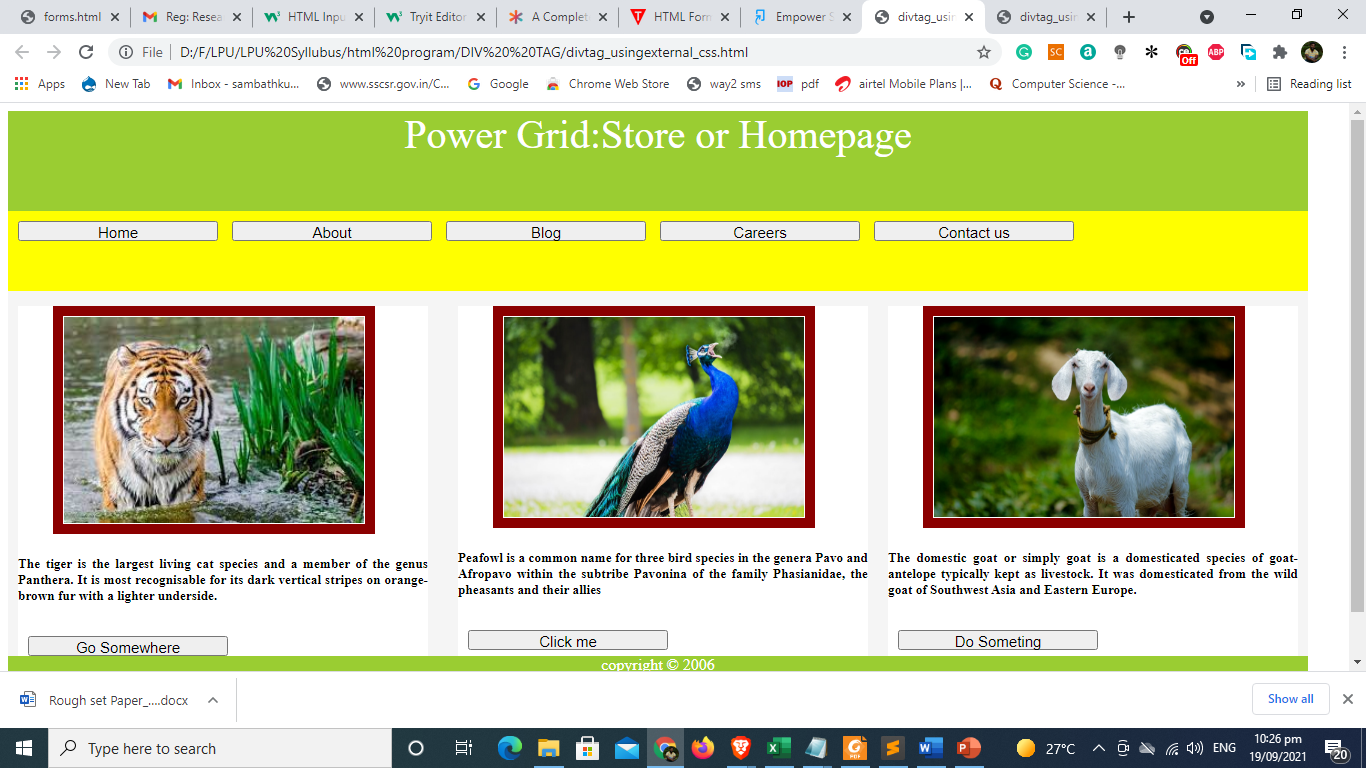 forms.html
Reg: Resea
HTML Inpu
Tryit Editor
A Complet
HTML Form
Empower S
divtag_usin
divtag_usin
File | D:/F/LPU/LPU%20Syllubus/html%20program/DIV%20%20TAG/divtag_usingexternal_css.html
SC
a
Off
ABP
Apps
New Tab
Inbox - sambathku...
www.sscsr.gov.in/C...
Google
Chrome Web Store
way2 sms
IOP pdf
airtel Mobile Plans |...
Computer Science -...
»
Reading list
Power Grid:Store or Homepage
Home
About
Blog
Careers
Contact us
The tiger is the largest living cat species and a member of the genus
Panthera. It is most recognisable for its dark vertical stripes on orange-
brown fur with a lighter underside.
Go Somewhere
Peafowl is a common name for three bird species in the genera Pavo and
Afropavo within the subtribe Pavonina of the family Phasianidae, the
pheasants and their allies
Click me
The domestic goat or simply goat is a domesticated species of goat-
antelope typically kept as livestock. It was domesticated from the wild
goat of Southwest Asia and Eastern Europe.
Do Someting
copyright © 2006
Rough set Paper_....docx
Show all
Type here to search
27°C
ENG
10:26 pm
19/09/2021
20